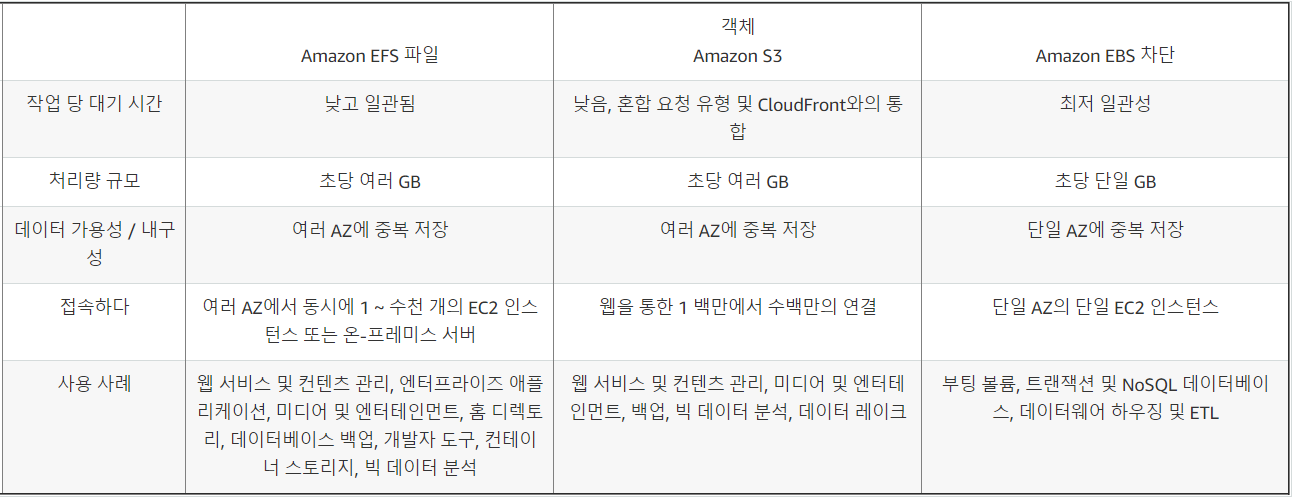 객체
Amazon EFS 파일
Amazon S3
Amazon EBS 차단
작업 당 대기 시간
낮고 일관됨
낮음, 혼합 요청 유형 및 CloudFront와의 통
합
최저 일관성
처리량 규모
초당 여러 GB
초당 여러 GB
초당 단일 GB
데이터 가용성 / 내구
성
여러 AZ에 중복 저장
여러 AZ에 중복 저장
단일 AZ에 중복 저장
접속하다
여러 AZ에서 동시에 1 ~ 수천 개의 EC2 인스
턴스 또는 온-프레미스 서버
웹을 통한 1 백만에서 수백만의 연결
단일 AZ의 단일 EC2 인스턴스
사용 사례
웹 서비스 및 컨텐츠 관리, 엔터프라이즈 애플
리케이션, 미디어 및 엔터테인먼트, 홈 디렉토
리, 데이터베이스 백업, 개발자 도구, 컨테이
너 스토리지, 빅 데이터 분석
웹 서비스 및 컨텐츠 관리, 미디어 및 엔터테
인먼트, 백업, 빅 데이터 분석, 데이터 레이크
부팅 볼륨, 트랜잭션 및 NoSQL 데이터베이
스, 데이터웨어 하우징 및 ETL